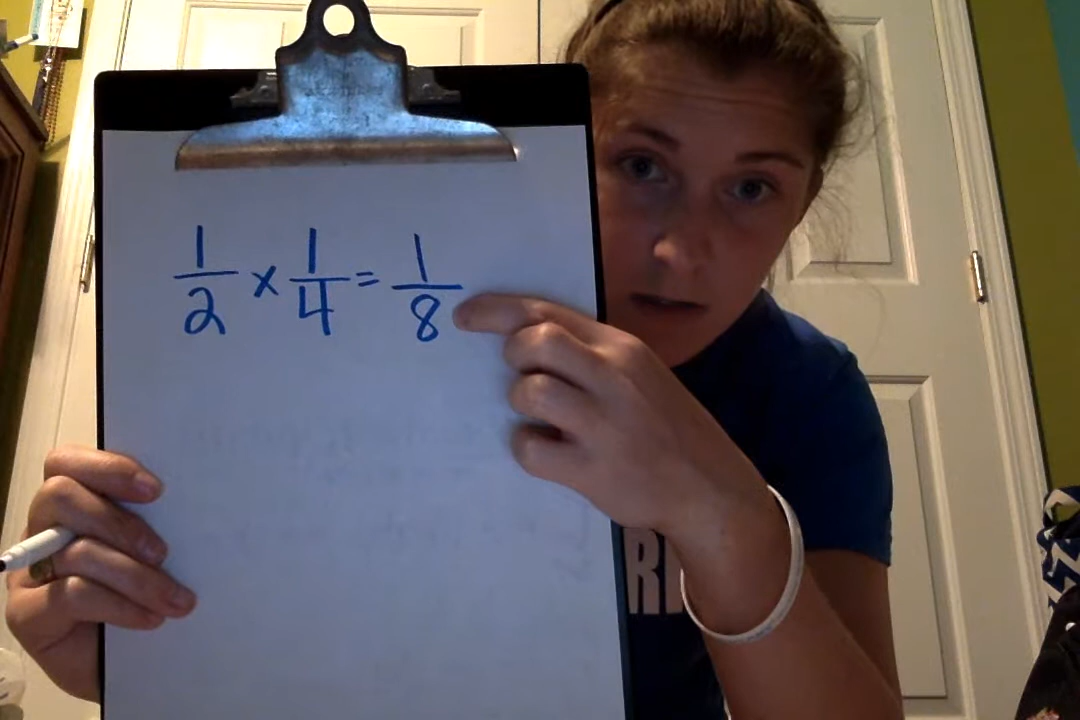 1/2 × 1/4 = 1/8
R